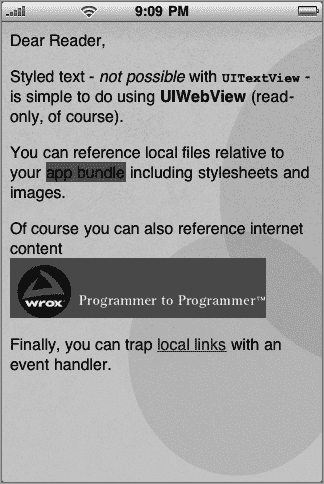 9:09 PM
Dear Reader,
Styled text - not possible with UITextView -
is simple to do using UIWebView (read-
only, of course).
You can reference local files relative to
your app bundle including stylesheets and
images.
Of course you can also reference internet
content
wrox Programmer to Programmer™
Finally, you can trap local links with an
event handler.